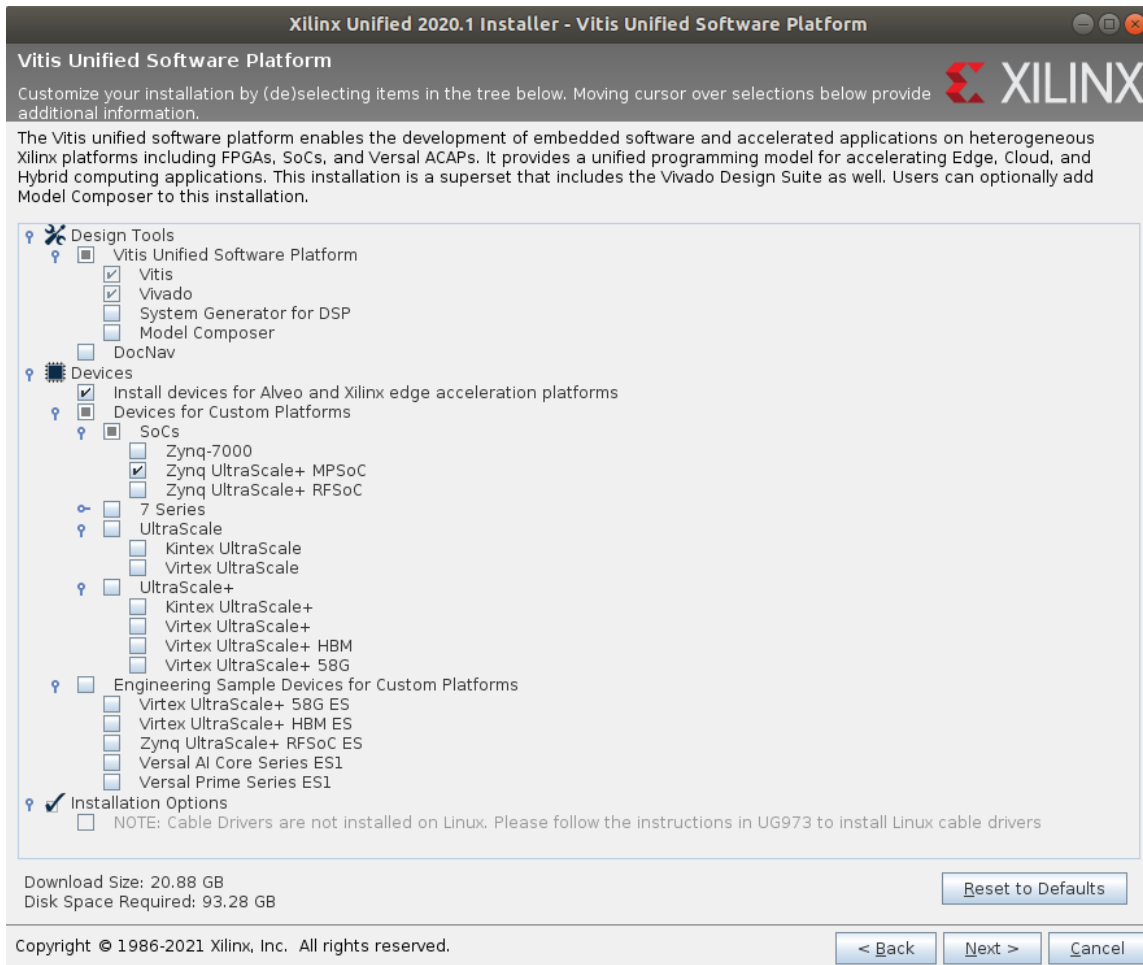 Xilinx Unified 2020.1 Installer - Vitis Unified Software Platform
Vitis Unified Software Platform
Customize your installation by (de)selecting items in the tree below. Moving cursor over selections below provide
additional information.
XILINX
The Vitis unified software platform enables the development of embedded software and accelerated applications on heterogeneous
Xilinx platforms including FPGAs, SoCs, and Versal ACAPs. It provides a unified programming model for accelerating Edge, Cloud, and
Hybrid computing applications. This installation is a superset that includes the Vivado Design Suite as well. Users can optionally add
Model Composer to this installation.
Design Tools
Vitis Unified Software Platform
Vitis
Vivado
System Generator for DSP
Model Composer
DocNav
Devices
Install devices for Alveo and Xilinx edge acceleration platforms
Devices for Custom Platforms
SoCs
Zynq-7000
Zynq UltraScale+ MPSoC
Zynq UltraScale+ RFSoC
7 Series
UltraScale
Kintex UltraScale
Virtex UltraScale
UltraScale+
Kintex UltraScale+
Virtex UltraScale+
Virtex UltraScale+ HBM
Virtex UltraScale+ 58G
Engineering Sample Devices for Custom Platforms
Virtex UltraScale+ 58G ES
Virtex UltraScale+ HBM ES
Zynq UltraScale+ RFSoC ES
Versal AI Core Series ES1
Versal Prime Series ES1
Installation Options
NOTE: Cable Drivers are not installed on Linux. Please follow the instructions in UG973 to install Linux cable drivers
Download Size: 20.88 GB
Disk Space Required: 93.28 GB
Reset to Defaults
Copyright © 1986-2021 Xilinx, Inc. All rights reserved.
< Back
Next >
Cancel